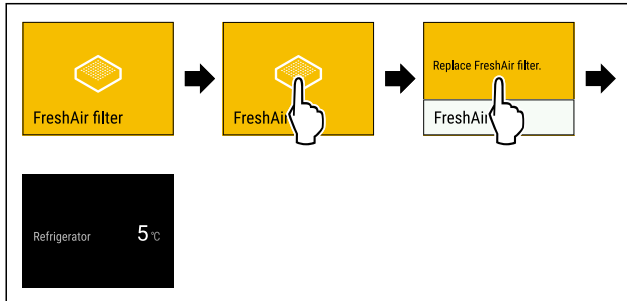 FreshAir filter
FreshAi
Replace FreshAir filter.
FreshAi
Refrigerator 5 °C